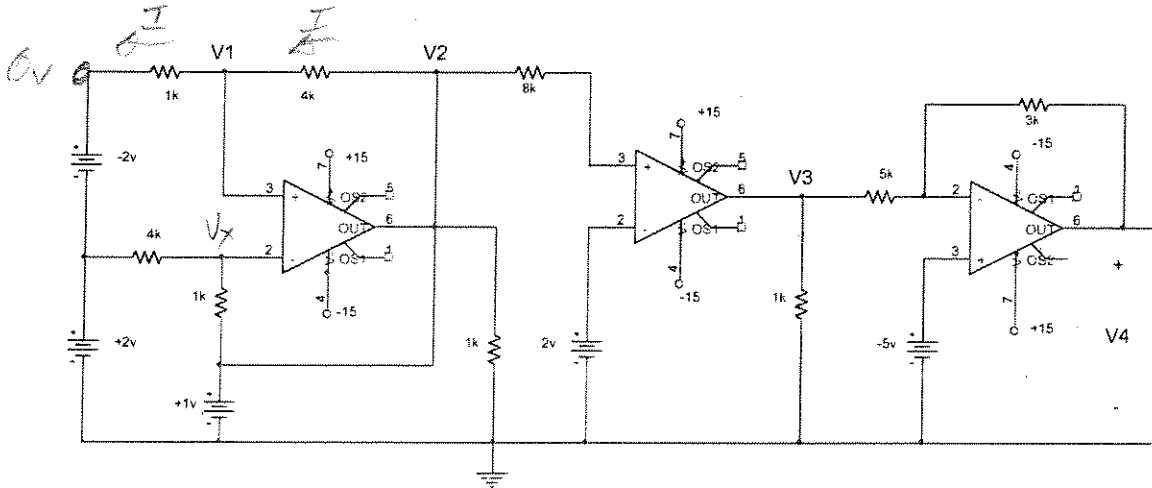 I I
0v V1 V2
1k 4k 8k 3k
-2v 7 +15 7 +15 4 -15
3 + OS2 5 3 + OS2 5 V3 5k 2 - OS1 1
OUT 6 OUT 6 OUT 6
4k Vx 2 - OS1 1 2 - OS1 1 3 + OS2 +
1k 4 -15 4 -15 1k 7 +15
+2v 1k 2v -5v V4
+1v -